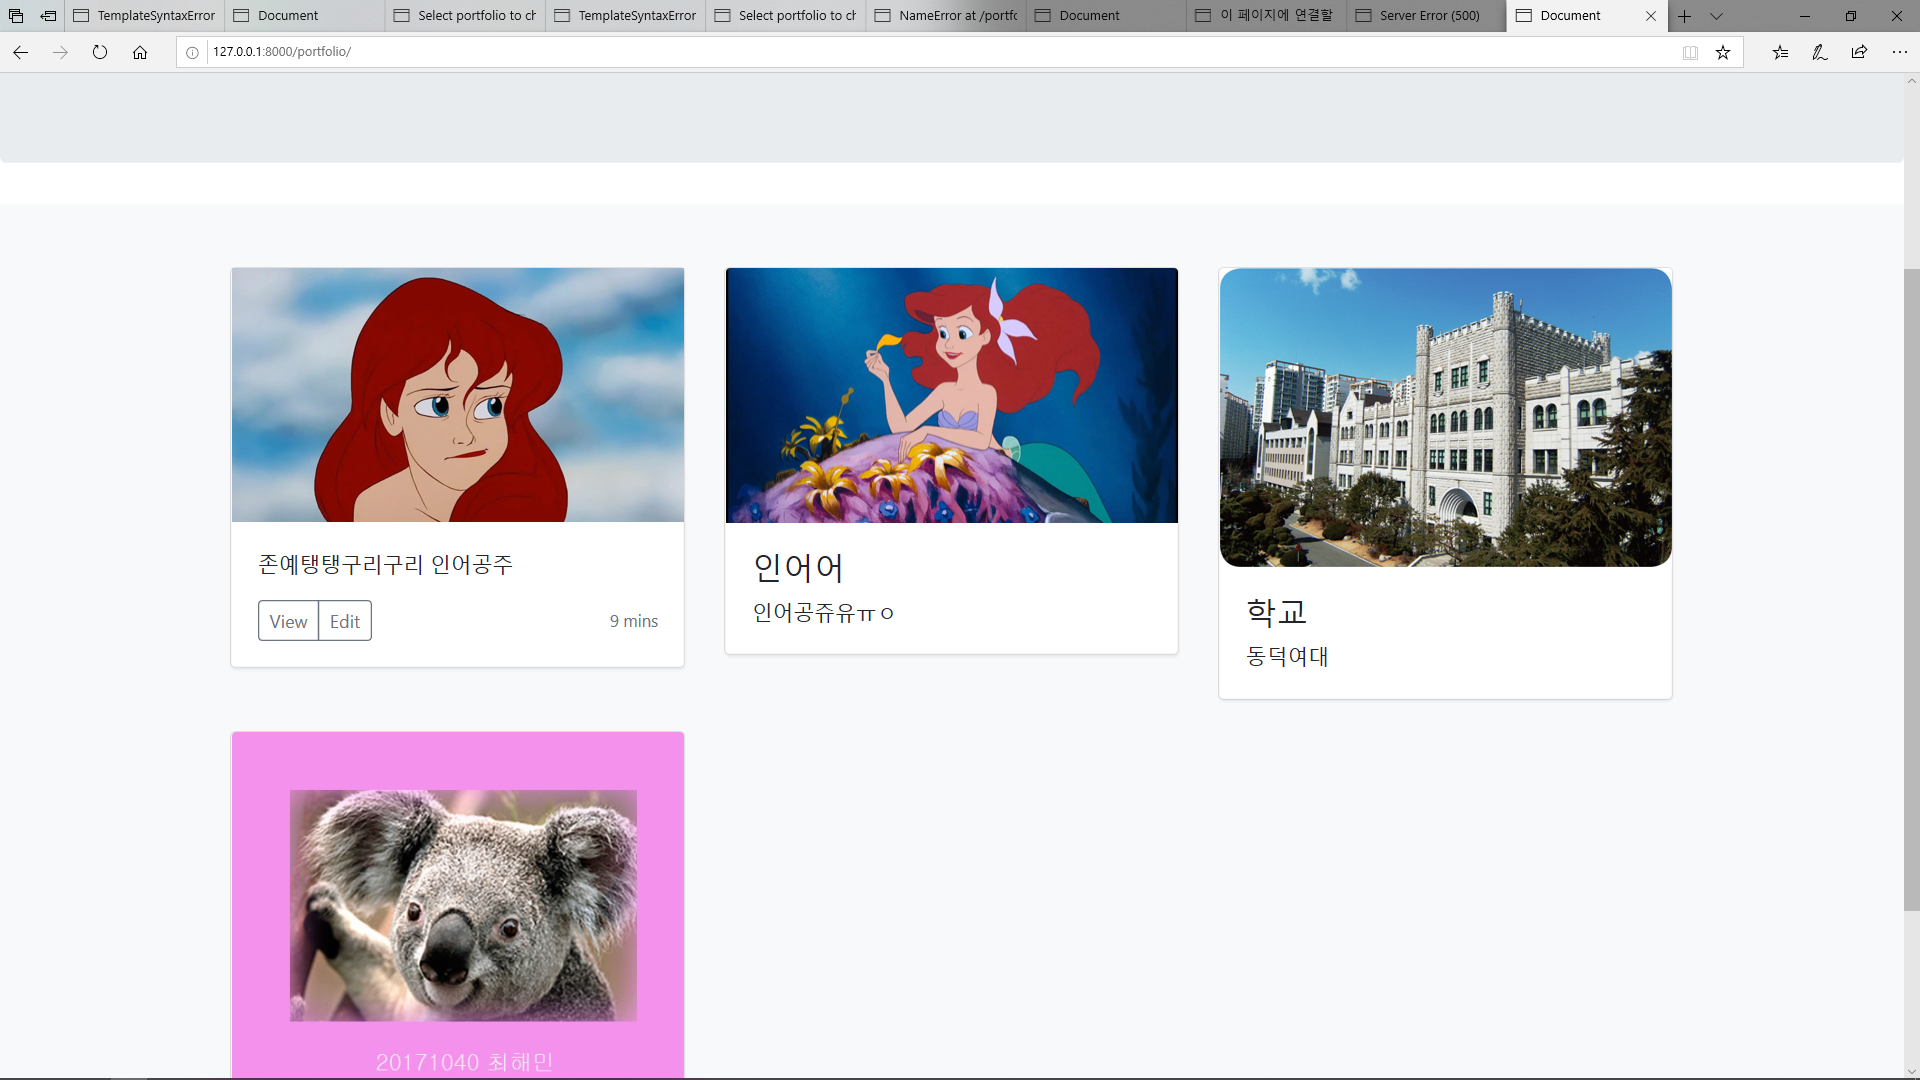 TemplateSyntaxError
Document
Select portfolio to ch
TemplateSyntaxError
Select portfolio to ch
NameError at /portfo
Document
이 페이지에 연결할
Server Error (500)
Document
127.0.0.1:8000/portfolio/
존예탱탱구리구리 인어공주
View
Edit
9 mins
인어어
인어공쥬유ㅠㅇ
학교
동덕여대
20171040 최해민